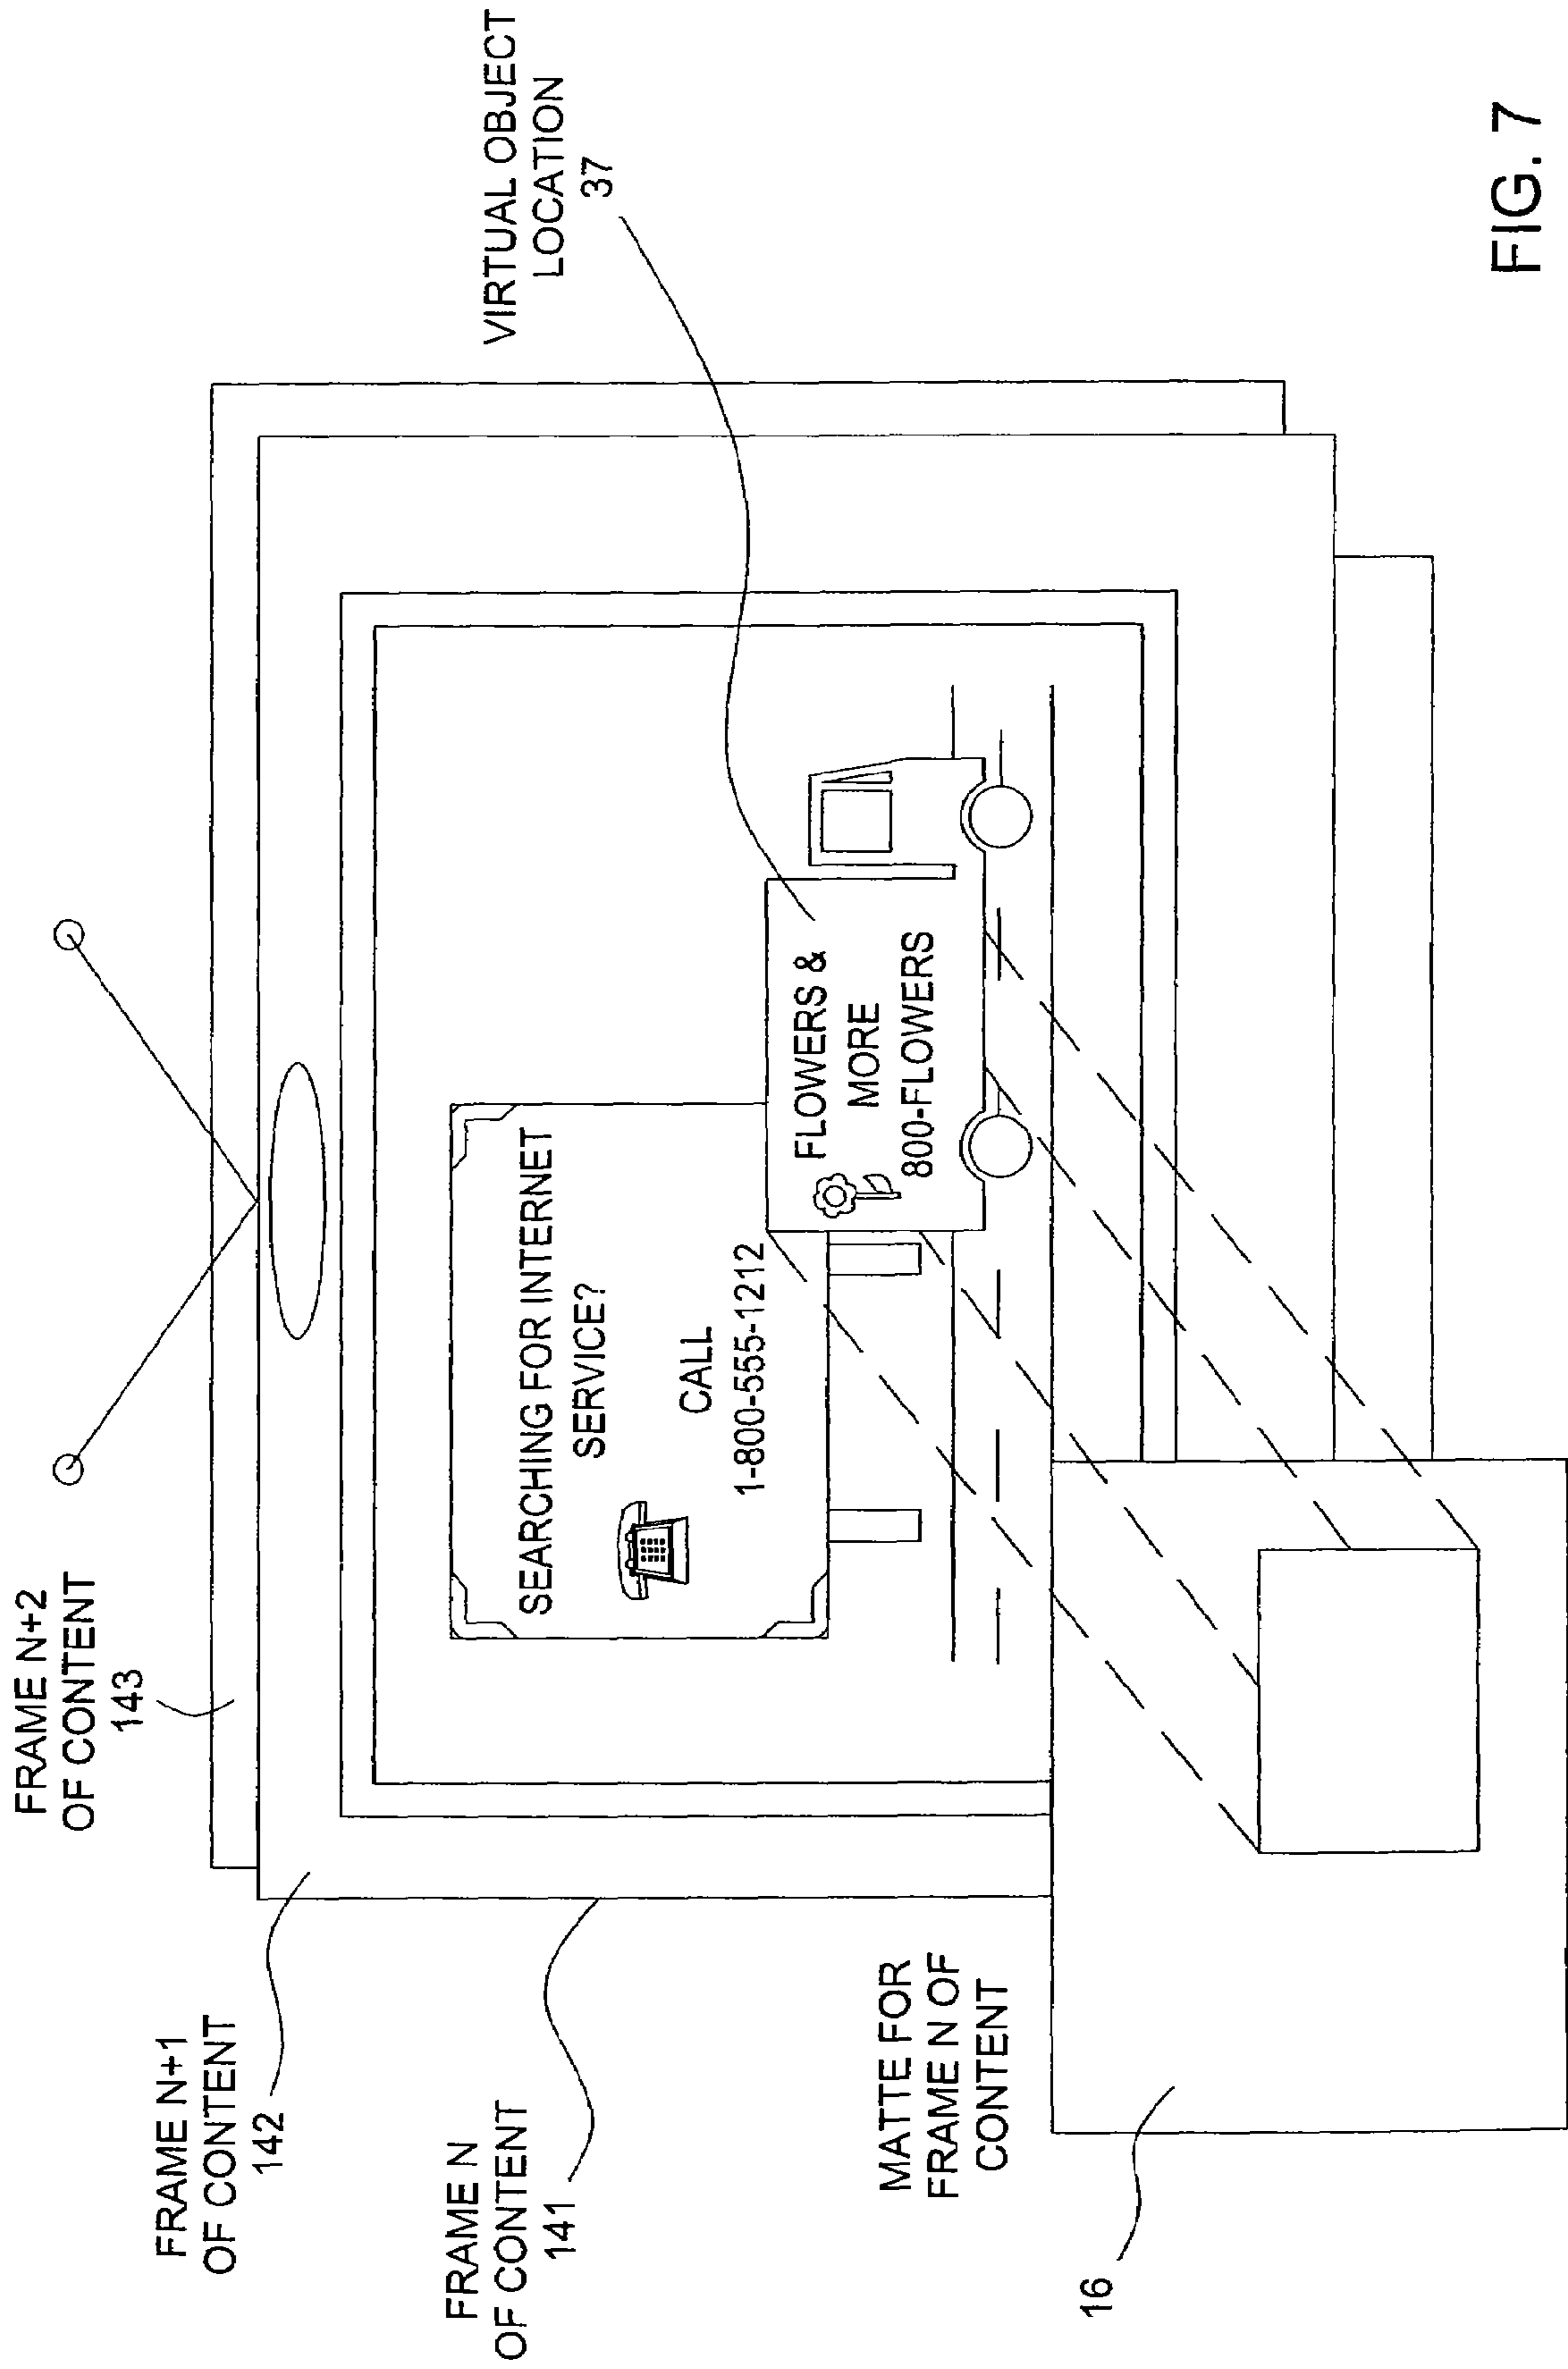 FRAME N+2
OF CONTENT
143
FRAME N+1
OF CONTENT
142
FRAME N
OF CONTENT
141
VIRTUAL OBJECT
LOCATION
37
SEARCHING FOR INTERNET
SERVICE?
CALL
1-800-555-1212
FLOWERS &
MORE
800-FLOWERS
MATTE FOR
FRAME N OF
CONTENT
16
FIG. 7